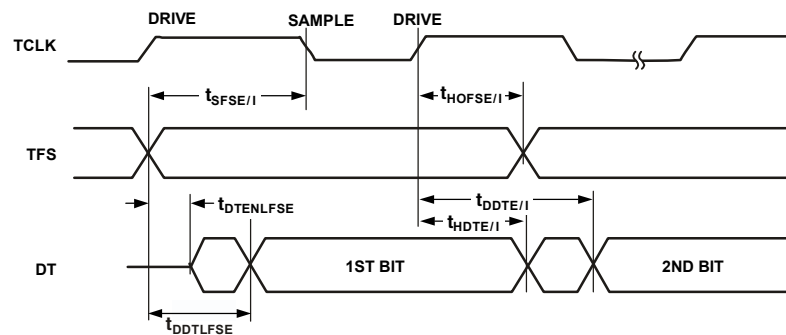 DRIVE SAMPLE DRIVE
TCLK
tSFSE/I tHOFSE/I
TFS
tDDTE/I
tDTENLFSE
tHDTE/I
DT 1ST BIT 2ND BIT
tDDTLFSE